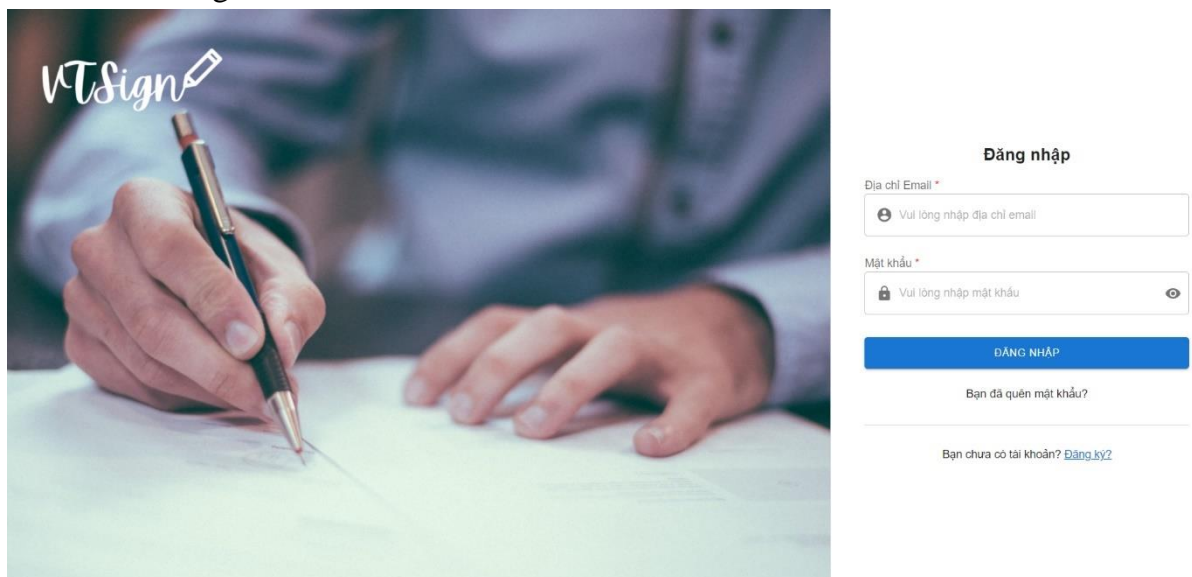 VTSign
Đăng nhập
Địa chỉ Email *
Vui lòng nhập địa chỉ email
Mật khẩu *
Vui lòng nhập mật khẩu
ĐĂNG NHẬP
Bạn đã quên mật khẩu?
Bạn chưa có tài khoản? Đăng ký?